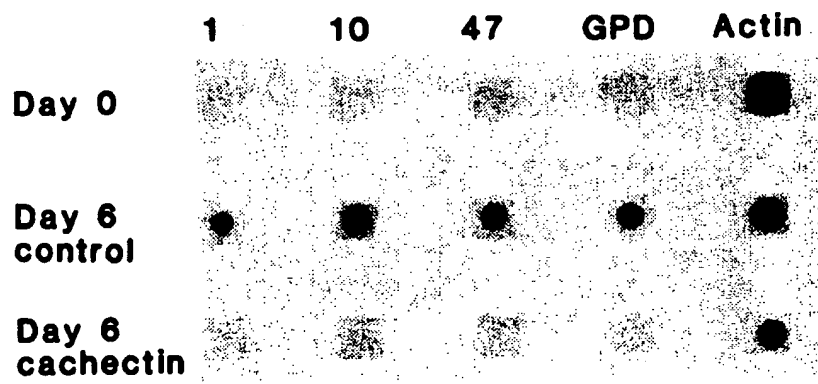 1 10 47 GPD Actin
Day 0
Day 6
control
Day 6
cachectin